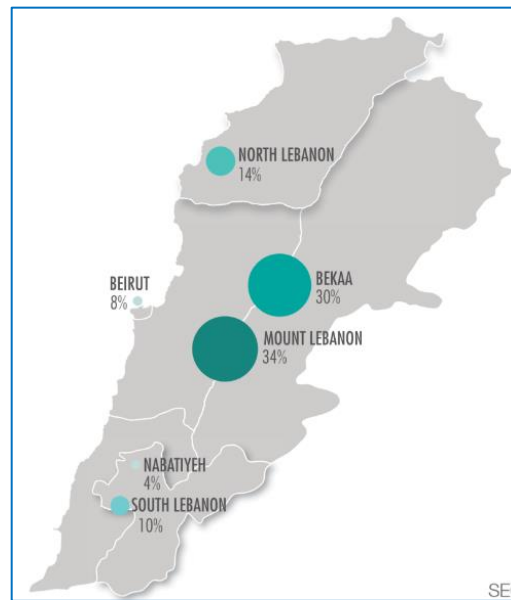 NORTH LEBANON
14%
BEKAA
30%
BEIRUT
8%
MOUNT LEBANON
34%
NABATIYEH
4%
SOUTH LEBANON
10%
SE